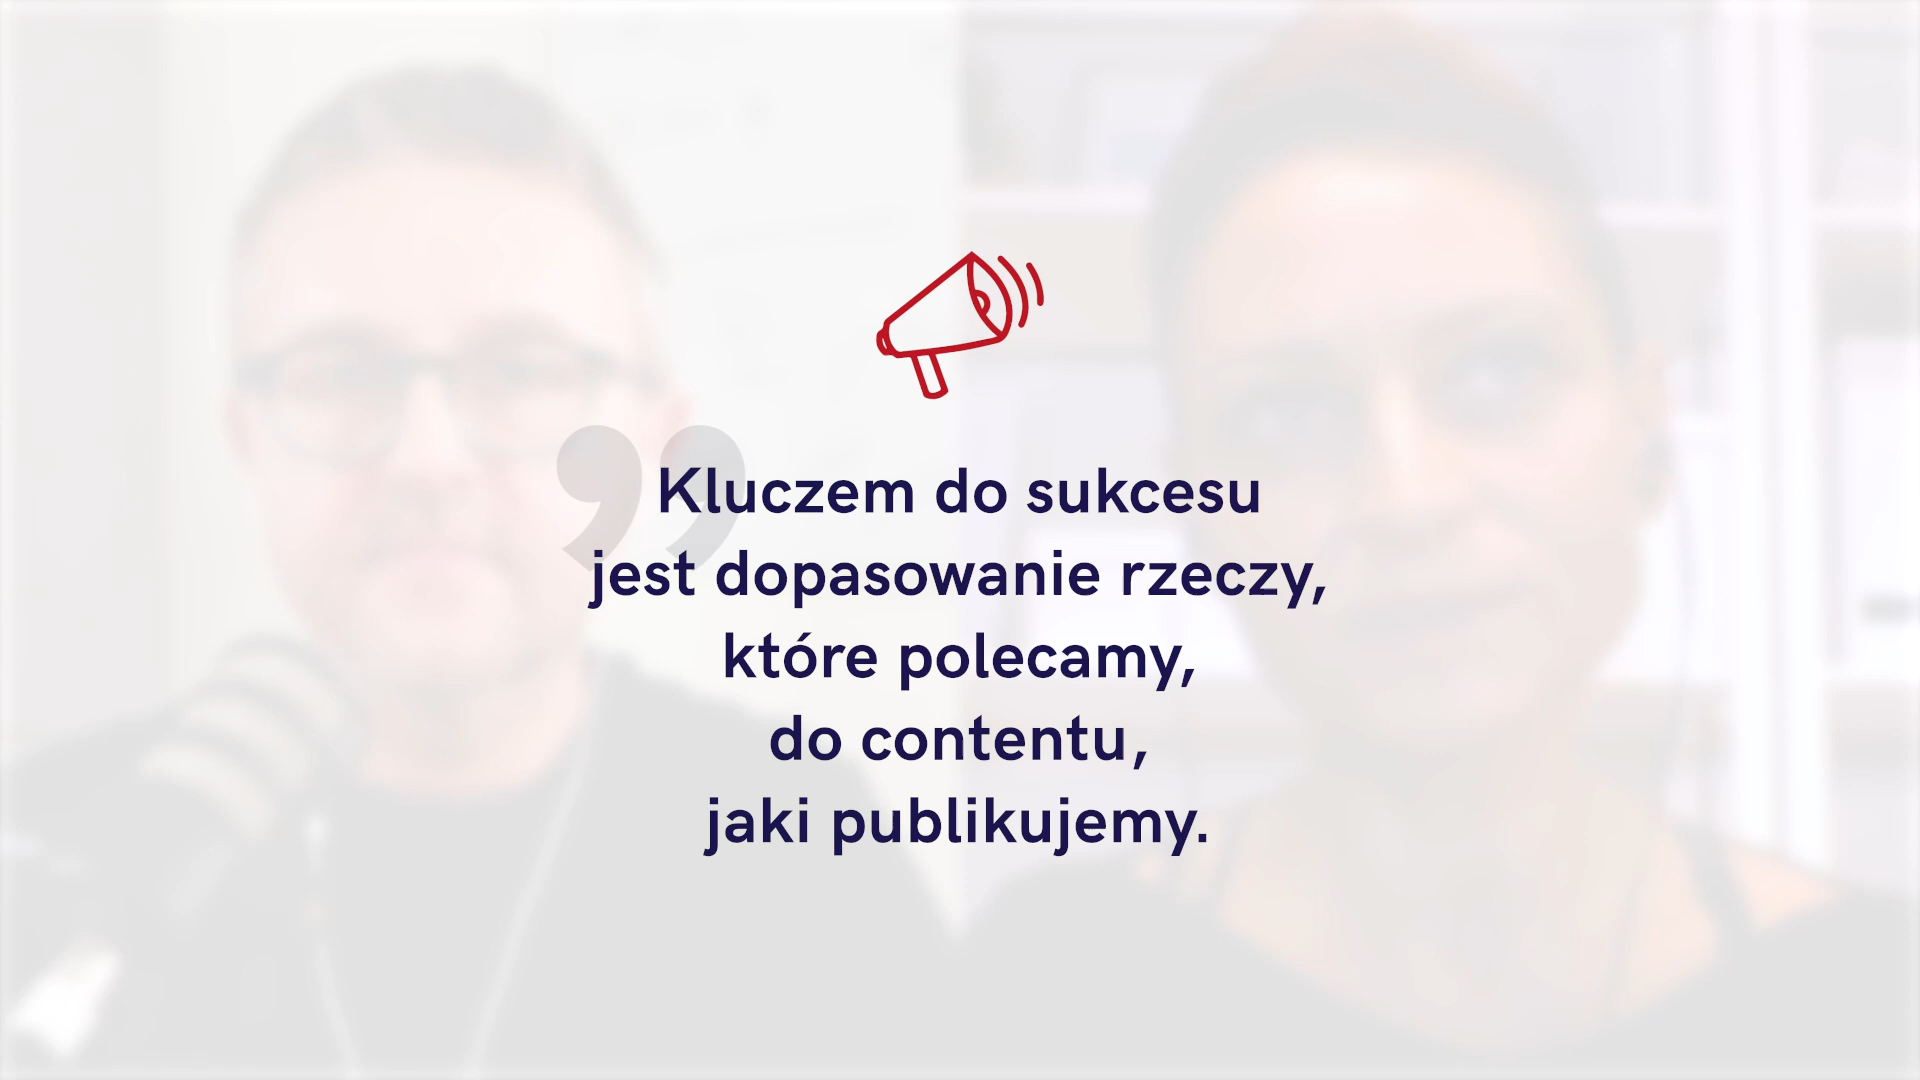 Kluczem do sukcesu
jest dopasowanie rzeczy,
które polecamy,
do contentu,
jaki publikujemy.